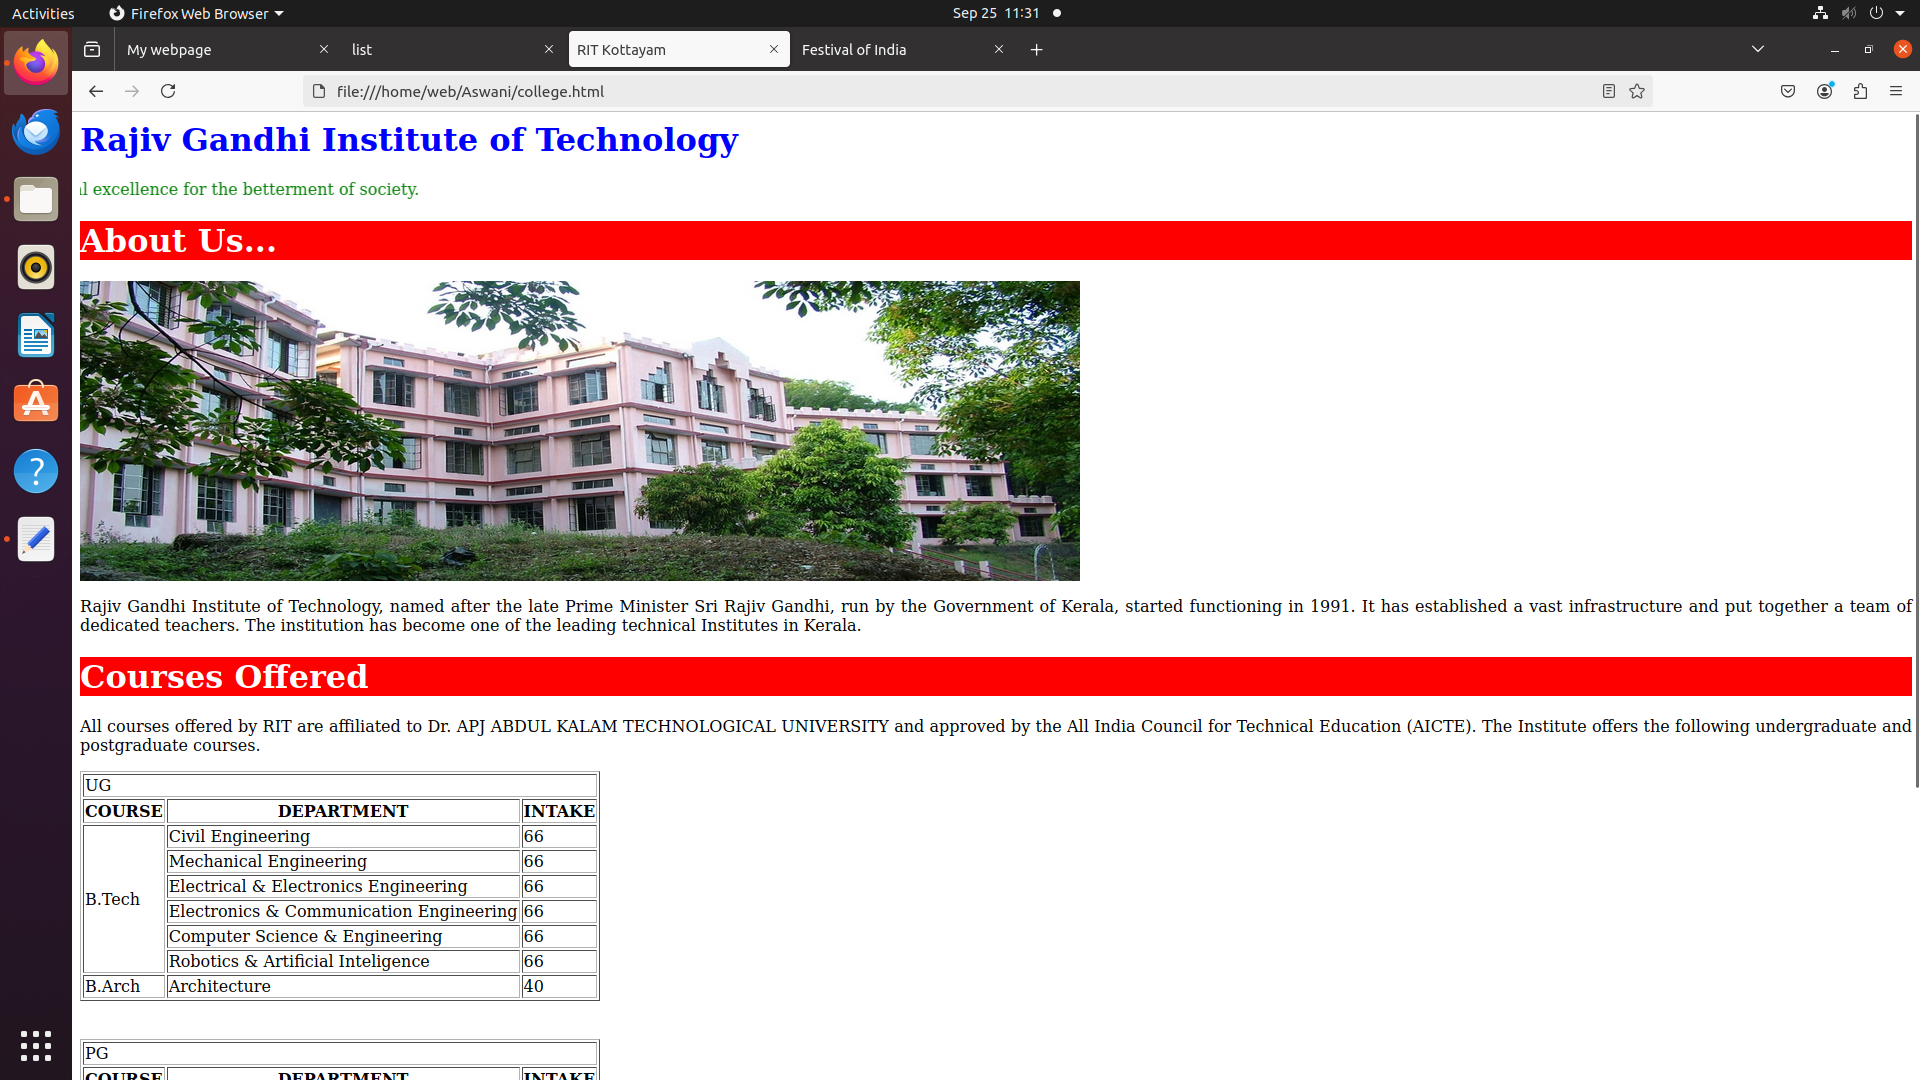 Activities
Firefox Web Browser
Sep 25 11:31
My webpage
list
RIT Kottayam
Festival of India
file:///home/web/Aswani/college.html
Rajiv Gandhi Institute of Technology
excellence for the betterment of society.
About Us...
Rajiv Gandhi Institute of Technology, named after the late Prime Minister Sri Rajiv Gandhi, run by the Government of Kerala, started functioning in 1991. It has established a vast infrastructure and put together a team of
dedicated teachers. The institution has become one of the leading technical Institutes in Kerala.
Courses Offered
All courses offered by RIT are affiliated to Dr. APJ ABDUL KALAM TECHNOLOGICAL UNIVERSITY and approved by the All India Council for Technical Education (AICTE). The Institute offers the following undergraduate and
postgraduate courses.
UG
COURSE DEPARTMENT INTAKE
Civil Engineering 66
Mechanical Engineering 66
Electrical & Electronics Engineering 66
B.Tech
Electronics & Communication Engineering 66
Computer Science & Engineering 66
Robotics & Artificial Inteligence 66
B.Arch Architecture 40
PG
COURSE DEPARTMENT INTAKE